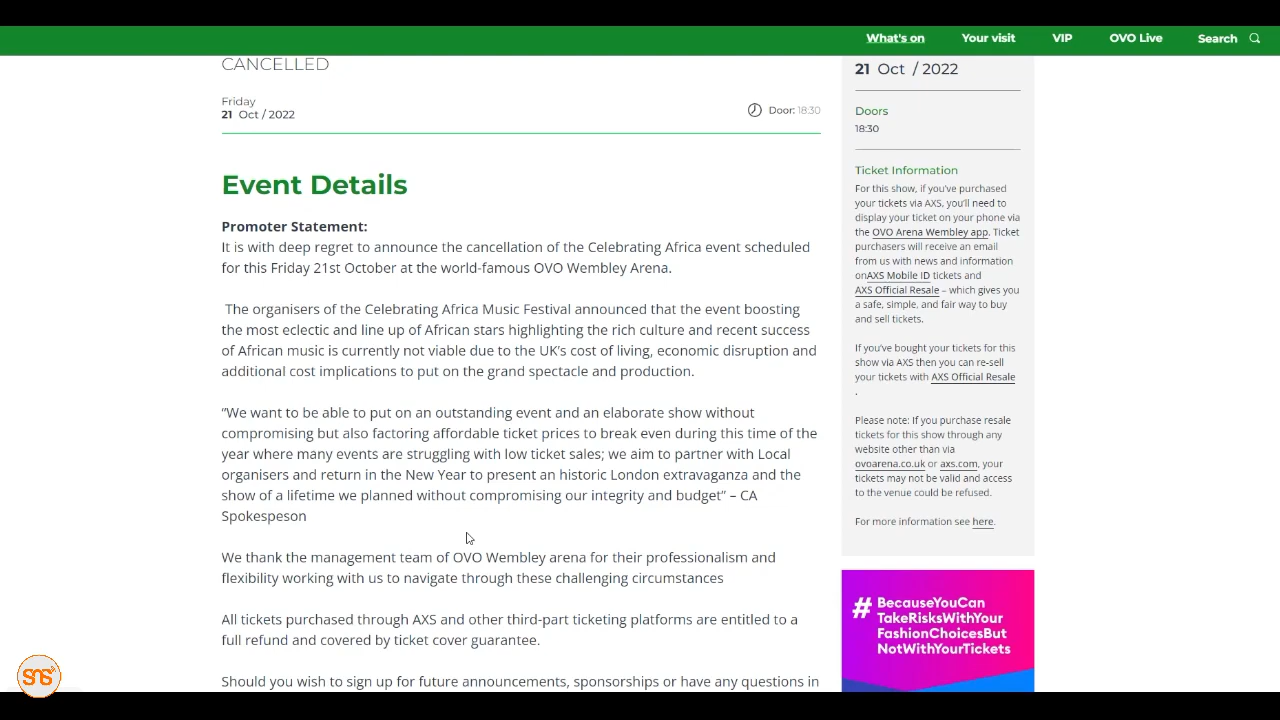 What's on
Your visit
VIP
OVO Live
Search
CANCELLED
Friday
21 Oct / 2022
Door: 18:30
Event Details
Promoter Statement:
It is with deep regret to announce the cancellation of the Celebrating Africa event scheduled
for this Friday 21st October at the world-famous OVO Wembley Arena.
The organisers of the Celebrating Africa Music Festival announced that the event boosting
the most eclectic and line up of African stars highlighting the rich culture and recent success
of African music is currently not viable due to the UK's cost of living, economic disruption and
additional cost implications to put on the grand spectacle and production.
"We want to be able to put on an outstanding event and an elaborate show without
compromising but also factoring affordable ticket prices to break even during this time of the
year where many events are struggling with low ticket sales; we aim to partner with Local
organisers and return in the New Year to present an historic London extravaganza and the
show of a lifetime we planned without compromising our integrity and budget" – CA
Spokespeson
We thank the management team of OVO Wembley arena for their professionalism and
flexibility working with us to navigate through these challenging circumstances
All tickets purchased through AXS and other third-part ticketing platforms are entitled to a
full refund and covered by ticket cover guarantee.
Should you wish to sign up for future announcements, sponsorships or have any questions in
21 Oct / 2022
Doors
18:30
Ticket Information
For this show, if you've purchased
your tickets via AXS, you'll need to
display your ticket on your phone via
the OVO Arena Wembley app. Ticket
purchasers will receive an email
from us with news and information
onAXS Mobile ID tickets and
AXS Official Resale – which gives you
a safe, simple, and fair way to buy
and sell tickets.
If you've bought your tickets for this
show via AXS then you can re-sell
your tickets with AXS Official Resale
.
Please note: If you purchase resale
tickets for this show through any
website other than via
ovoarena.co.uk or axs.com, your
tickets may not be valid and access
to the venue could be refused.
For more information see here.
# BecauseYouCan
TakeRisksWithYour
FashionChoicesBut
NotWithYourTickets
SNS